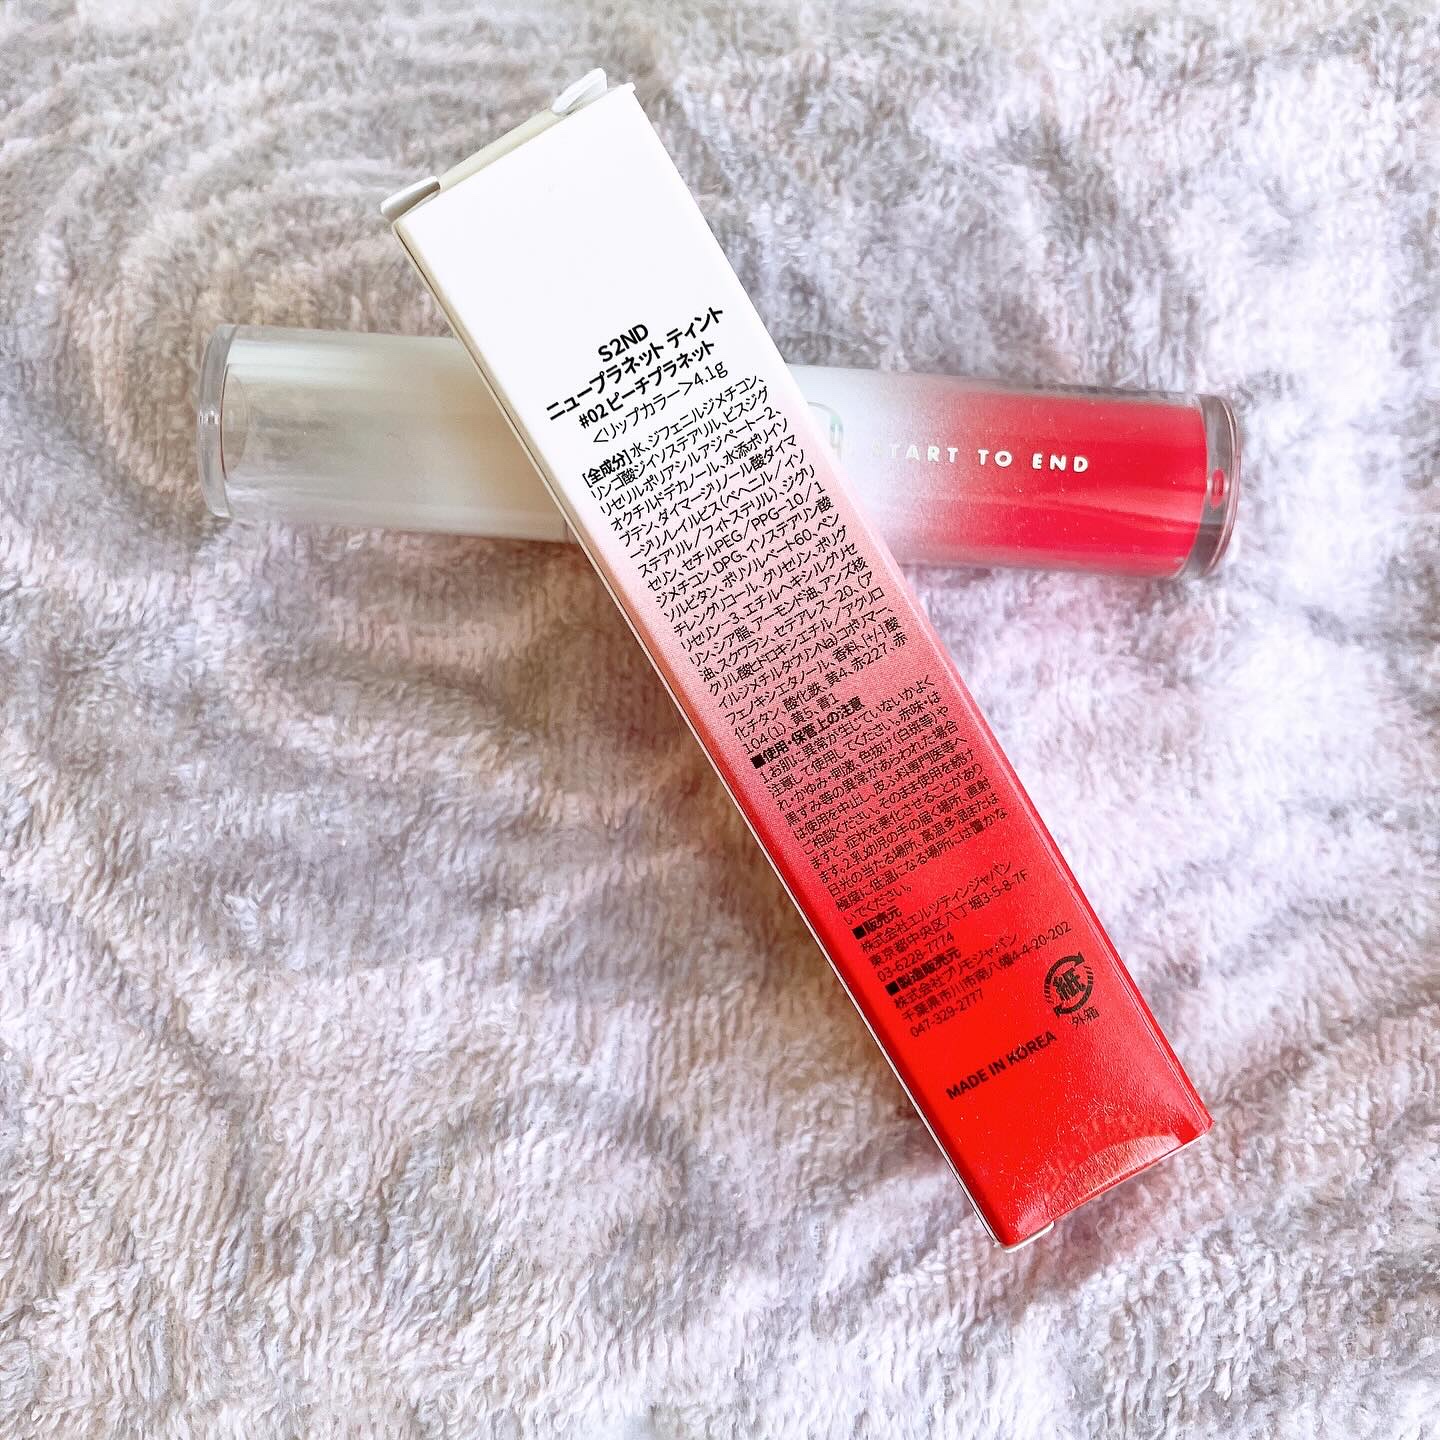 S2ND
ニュープラネット ティント
#02 ピーチプラネット
<リップカラー>4.1g
[全成分]水、ジフェニルジメチコン、
リンゴ酸ジイソステアリル、ビスジグ
リセリルポリアシルアジペート-2、
オクチルドデカノール、水添ポリイソ
ブテン、ダイマージリノール酸ダイマ
ージリノレイルビス(ベヘニル/イソ
ステアリル/フィトステリル)、ジグリ
セリン、セチルPEG/PPG-10/1
ジメチコン、DPG、イソステアリン酸
ソルビタン、ポリソルベート60、ペン
チレングリコール、グリセリン、ポリグ
リセリン-3、エチルヘキシルグリセ
リン、シア脂、アーモンド油、アンズ核
油、スクワラン、セテアレス-20、(ア
クリル酸ヒドロキシエチル/アクリロ
イルジメチルタウリンNa)コポリマー、
フェノキシエタノール、香料、[+/-]酸
化チタン、酸化鉄、黄4、赤227、赤
104(1)、黄5、青1
■使用・保管上の注意
1.お肌に異常が生じていないかよく
注意して使用してください。赤味・は
れ・かゆみ・刺激、色抜け(白斑等)や
黒ずみ等の異常があらわれた場合
は使用を中止し、皮ふ科専門医等へ
ご相談ください。そのまま使用を続け
ますと、症状を悪化させることがあり
ます。2.乳幼児の手の届く場所、直射
日光の当たる場所、高温多湿または
極度に低温になる場所には置かな
いでください。
■販売元
株式会社エルソティインジャパン
東京都中央区八丁堀3-5-8-7F
03-6228-7774
■製造販売元
株式会社プリモジャパン
千葉県市川市南八幡4-4-20-202
047-329-2777
紙
外箱
MADE IN KOREA
START TO END